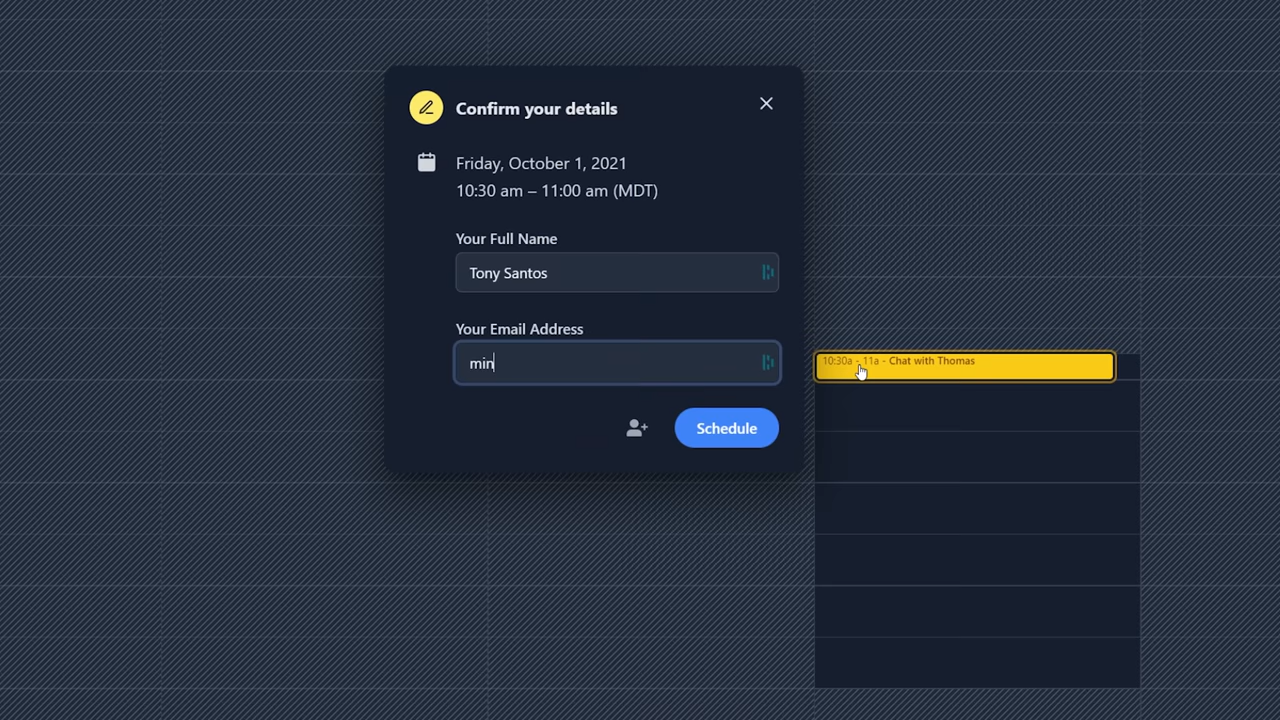 Confirm your details
Friday, October 1, 2021
10:30 am – 11:00 am (MDT)
Your Full Name
Tony Santos
Your Email Address
min
10:30a - 11a - Chat with Thomas
Schedule